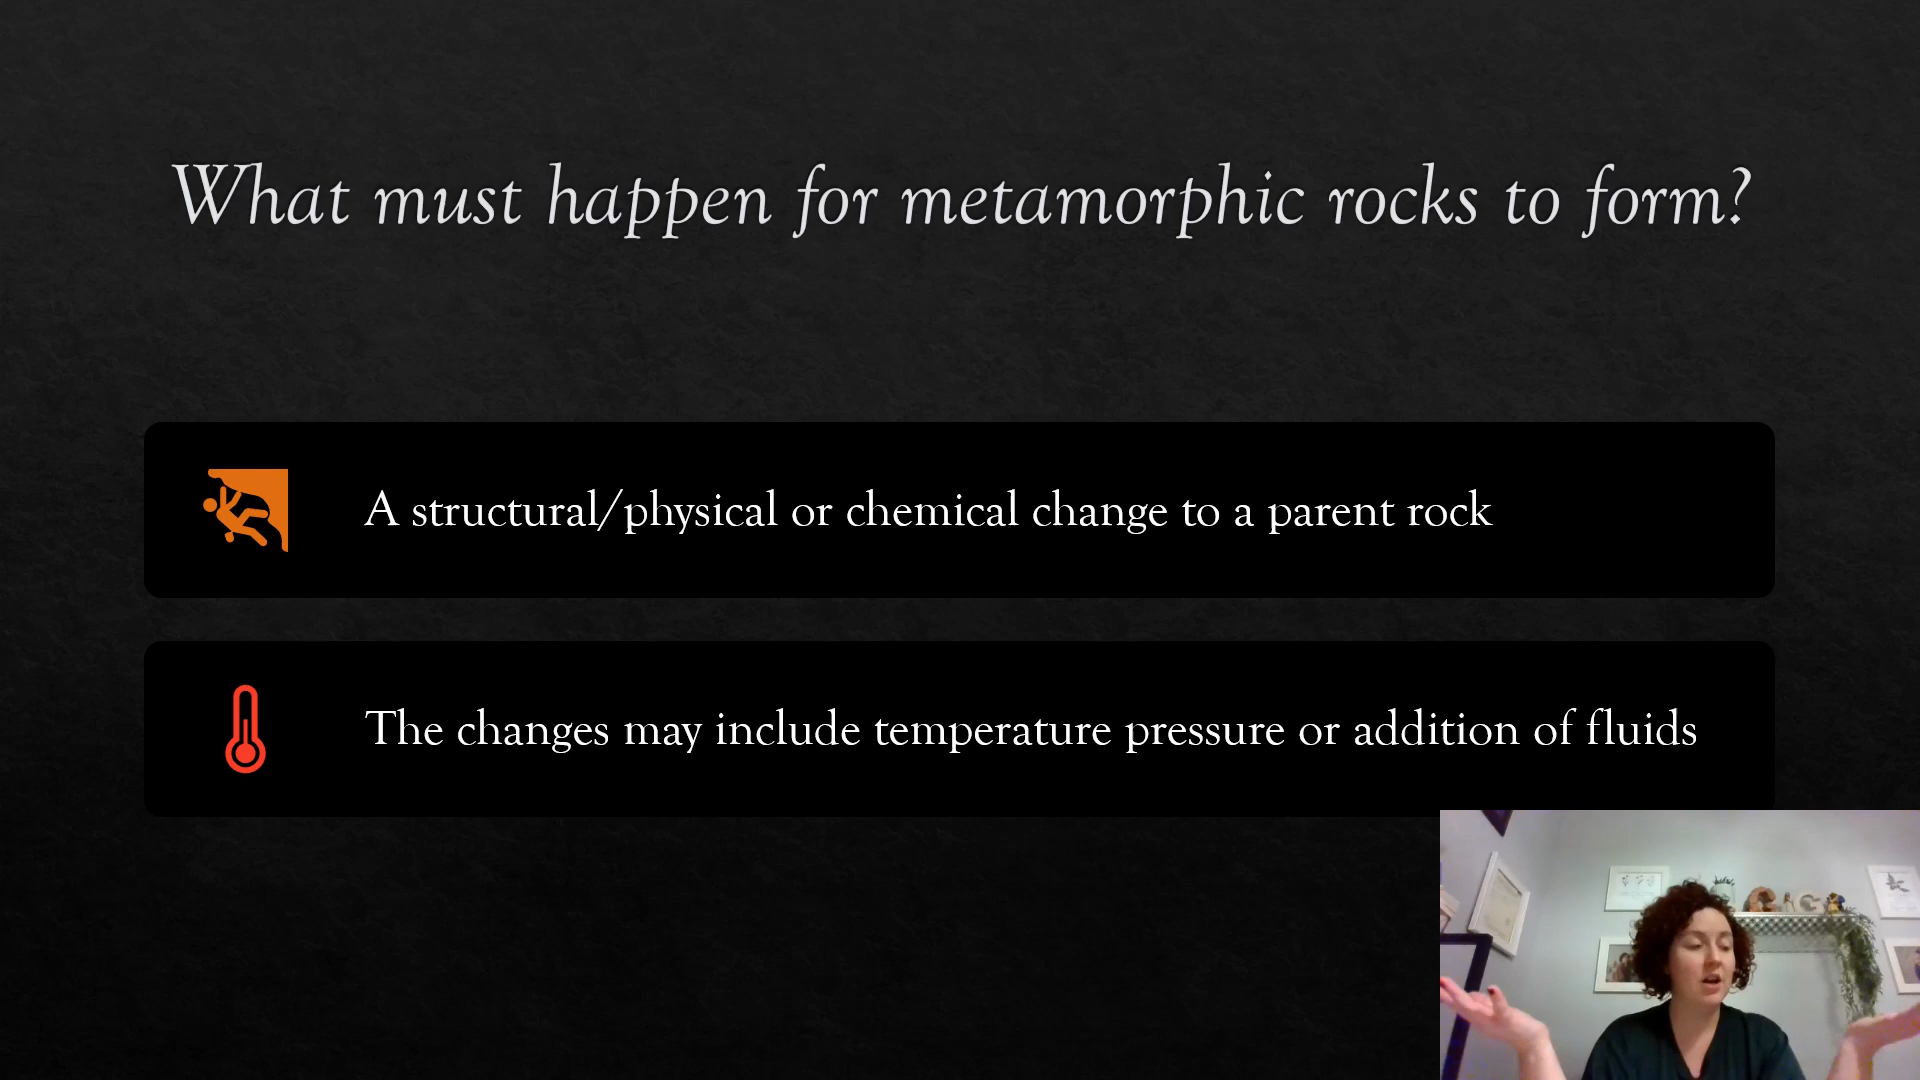 What must happen for metamorphic rocks to form?
A structural/physical or chemical change to a parent rock
The changes may include temperature pressure or addition of fluids